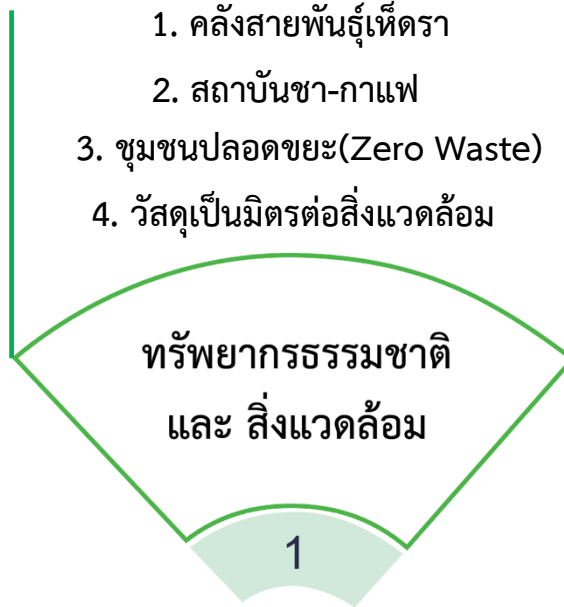 1. คลังสายพันธุ์เห็ดรา
2. สถาบันชา-กาแฟ
3. ชุมชนปลอดขยะ(Zero Waste)
4. วัสดุเป็นมิตรต่อสิ่งแวดล้อม
ทรัพยากรธรรมชาติ
และ สิ่งแวดล้อม
1